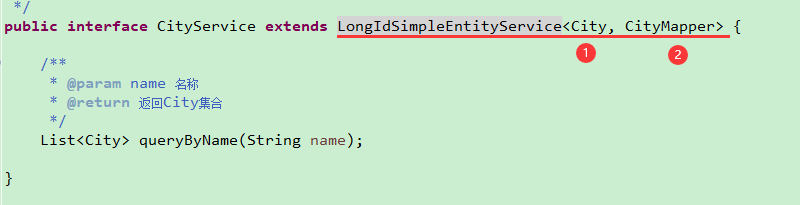 */
public interface CityService extends LongIdSimpleEntityService<City, CityMapper> {
1 2
/**
* @param name 名称
* @return 返回City集合
*/
List<City> queryByName(String name);
}